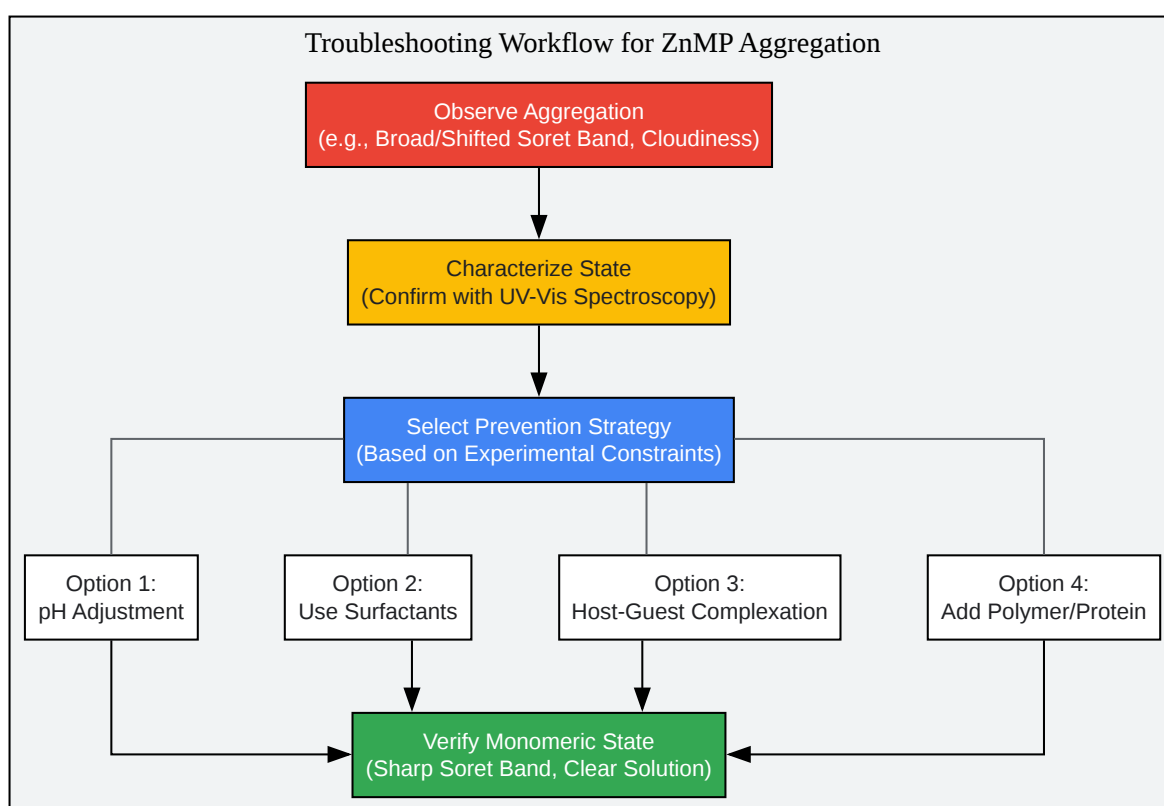 Troubleshooting Workflow for ZnMP Aggregation
Observe Aggregation
(e.g., Broad/Shifted Soret Band, Cloudiness)
Characterize State
(Confirm with UV-Vis Spectroscopy)
Select Prevention Strategy
(Based on Experimental Constraints)
Option 1:
pH Adjustment
Option 2:
Use Surfactants
Option 3:
Host-Guest Complexation
Option 4:
Add Polymer/Protein
Verify Monomeric State
(Sharp Soret Band, Clear Solution)